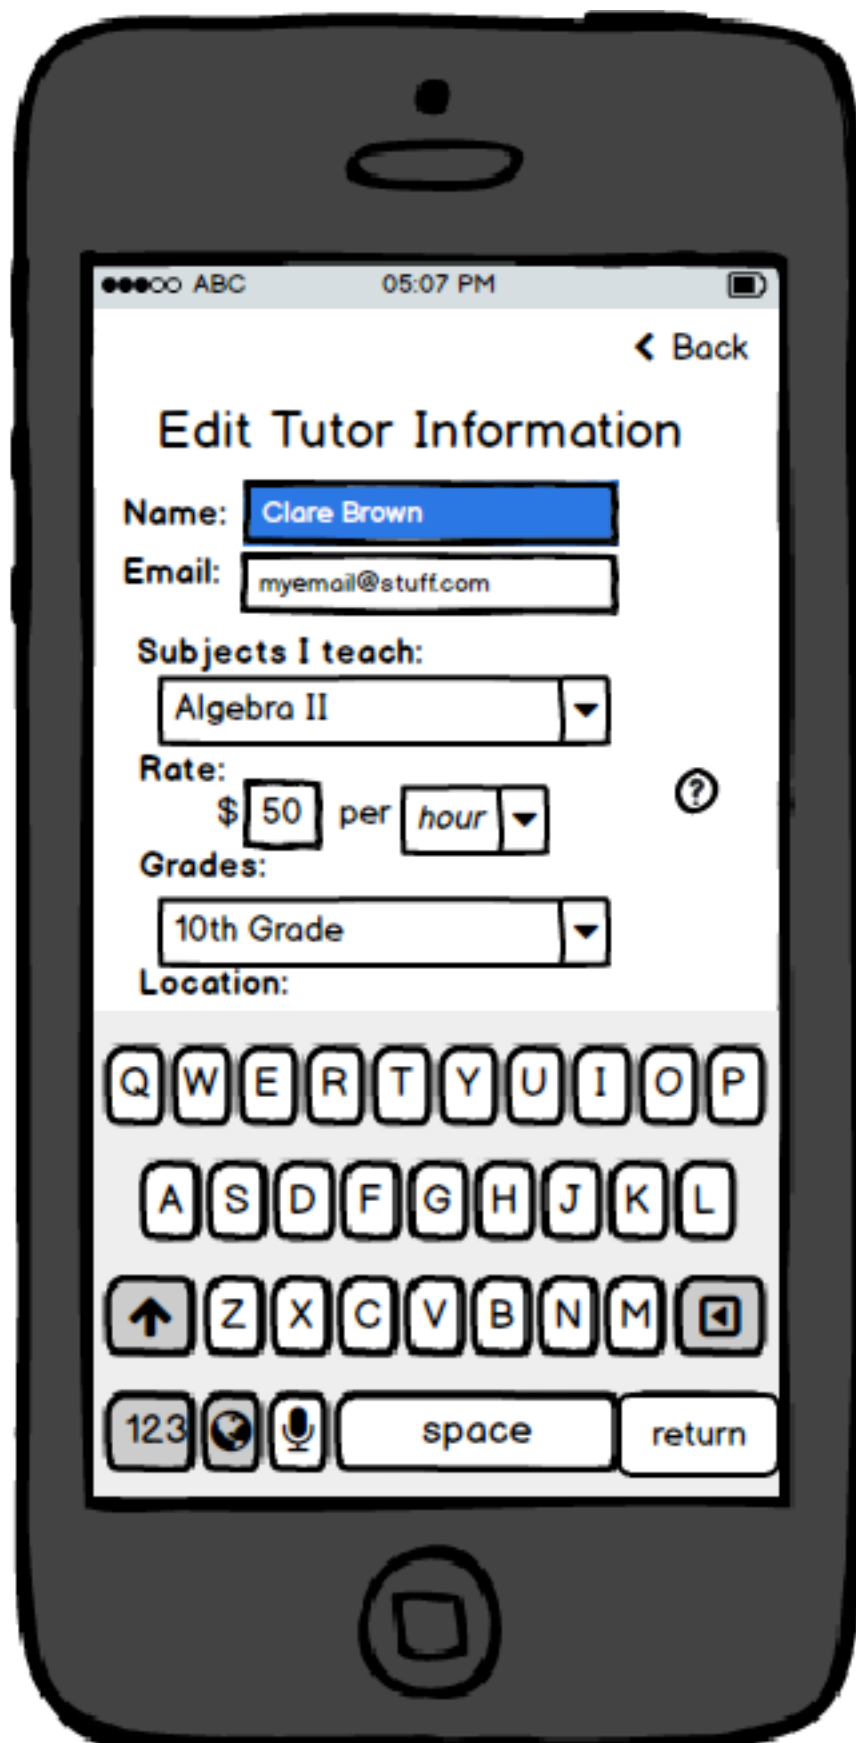 ABC 05:07 PM
Back
Edit Tutor Information
Name: Clare Brown
Email: myemail@stuff.com
Subjects I teach:
Algebra II
Rate:
$ 50 per hour
?
Grades:
10th Grade
Location:
Q W E R T Y U I O P
A S D F G H J K L
Z X C V B N M
123 space return